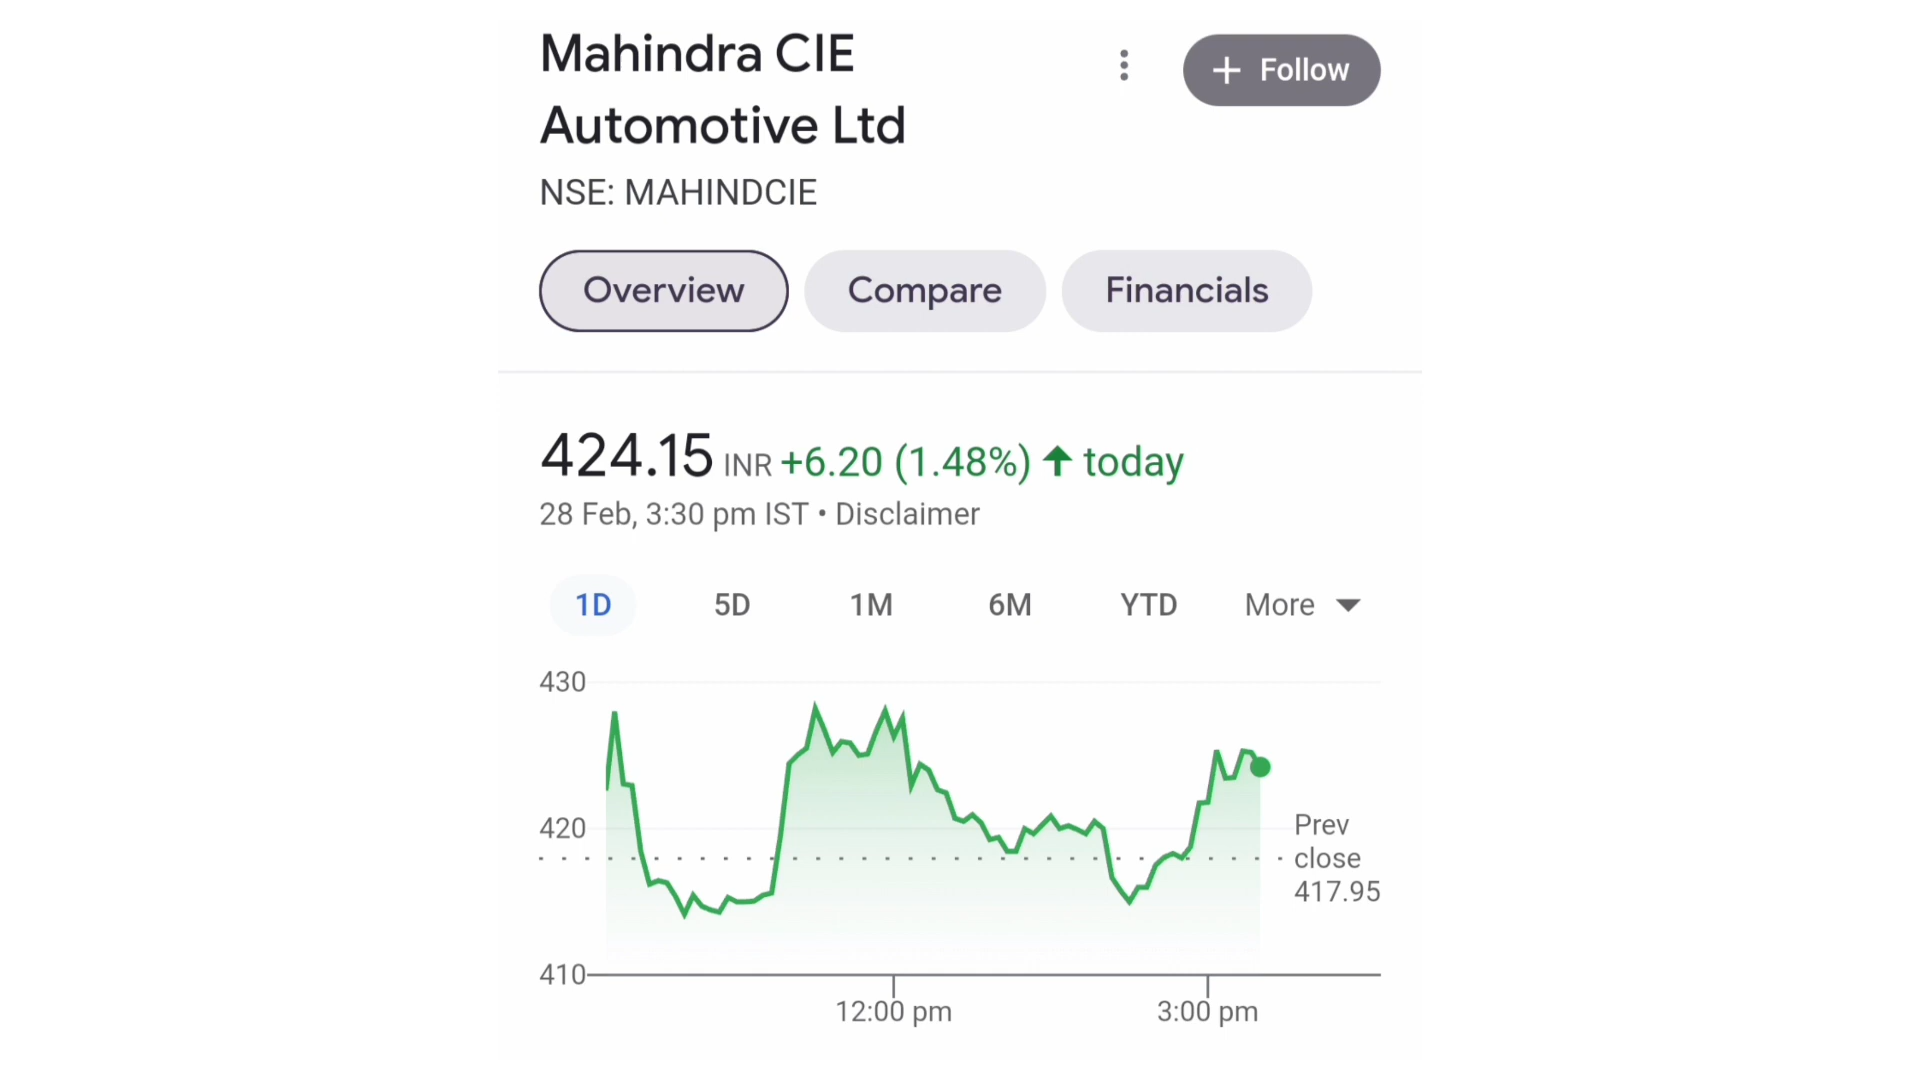 Mahindra CIE
Automotive Ltd
+ Follow
NSE: MAHINDCIE
Overview
Compare
Financials
424.15 INR +6.20 (1.48%) ↑ today
28 Feb, 3:30 pm IST • Disclaimer
1D
5D
1M
6M
YTD
More
430
420
Prev
close
417.95
410
12:00 pm
3:00 pm